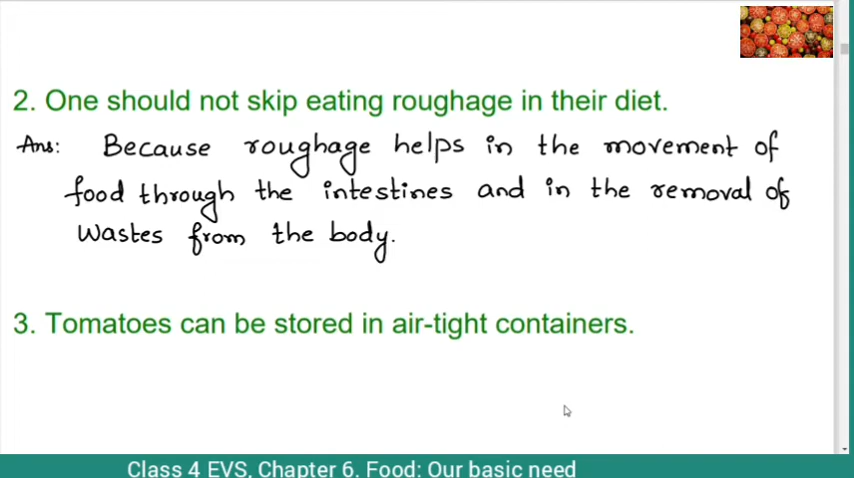 2. One should not skip eating roughage in their diet.
Ans: Because roughage helps in the movement of
food through the intestines and in the removal of
wastes from the body.
3. Tomatoes can be stored in air-tight containers.
Class 4 EVS, Chapter 6. Food: Our basic need